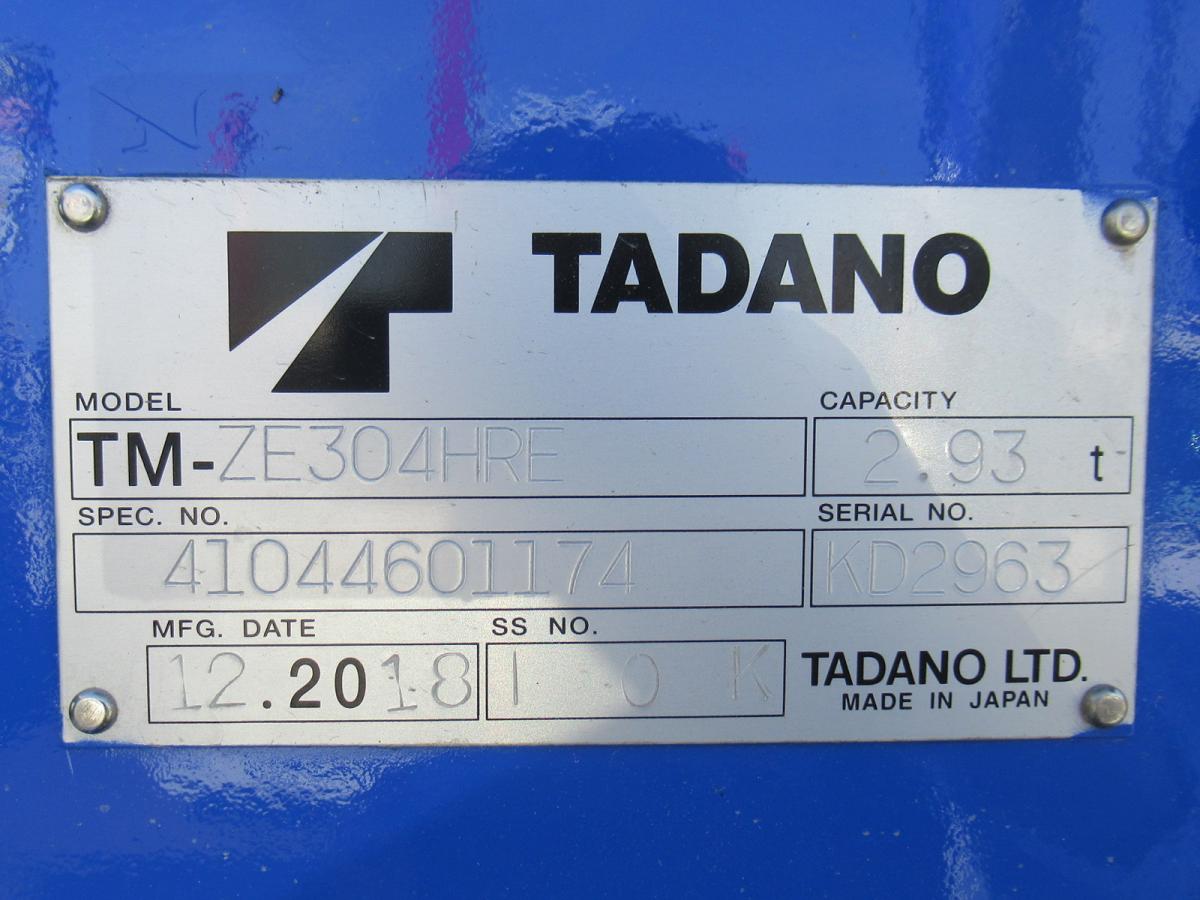 TADANO
MODEL CAPACITY
TM-ZE304HRE 2.93 t
SPEC. NO. SERIAL NO.
41044601174 KD2963
MFG. DATE SS NO.
12.2018 1 0 K TADANO LTD.
MADE IN JAPAN